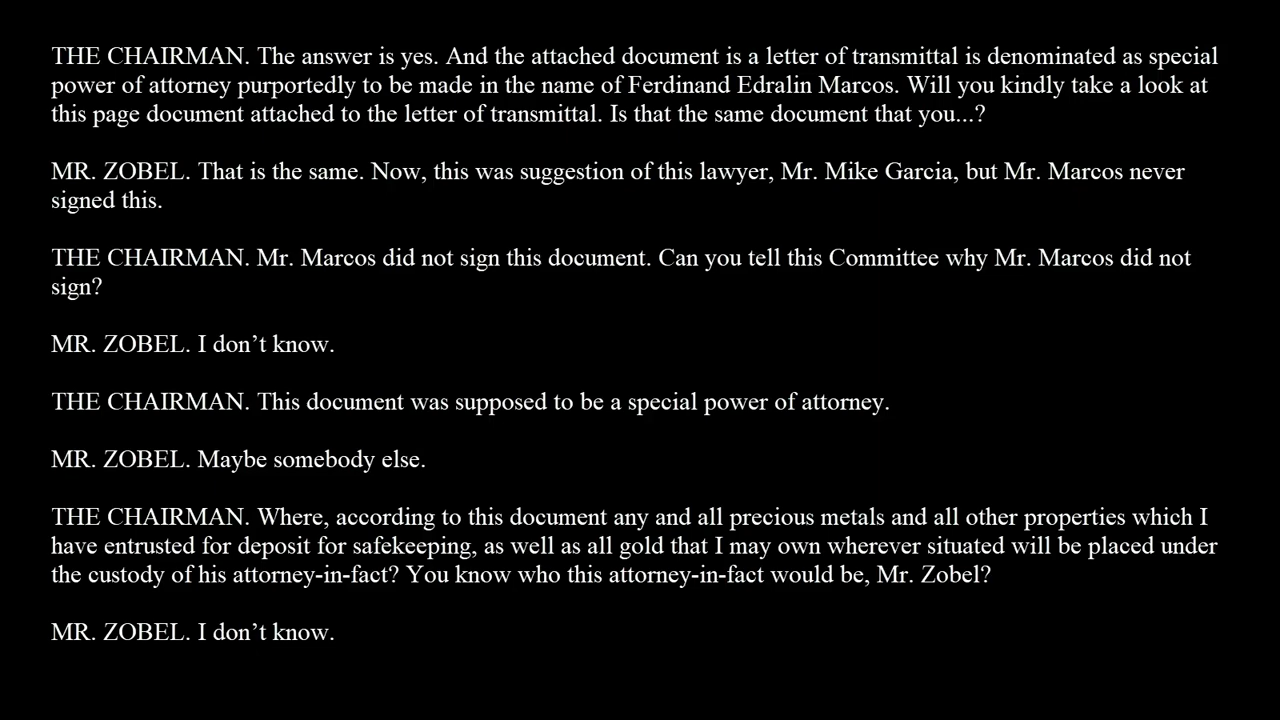 THE CHAIRMAN. The answer is yes. And the attached document is a letter of transmittal is denominated as special
power of attorney purportedly to be made in the name of Ferdinand Edralin Marcos. Will you kindly take a look at
this page document attached to the letter of transmittal. Is that the same document that you...?
MR. ZOBEL. That is the same. Now, this was suggestion of this lawyer, Mr. Mike Garcia, but Mr. Marcos never
signed this.
THE CHAIRMAN. Mr. Marcos did not sign this document. Can you tell this Committee why Mr. Marcos did not
sign?
MR. ZOBEL. I don’t know.
THE CHAIRMAN. This document was supposed to be a special power of attorney.
MR. ZOBEL. Maybe somebody else.
THE CHAIRMAN. Where, according to this document any and all precious metals and all other properties which I
have entrusted for deposit for safekeeping, as well as all gold that I may own wherever situated will be placed under
the custody of his attorney-in-fact? You know who this attorney-in-fact would be, Mr. Zobel?
MR. ZOBEL. I don’t know.